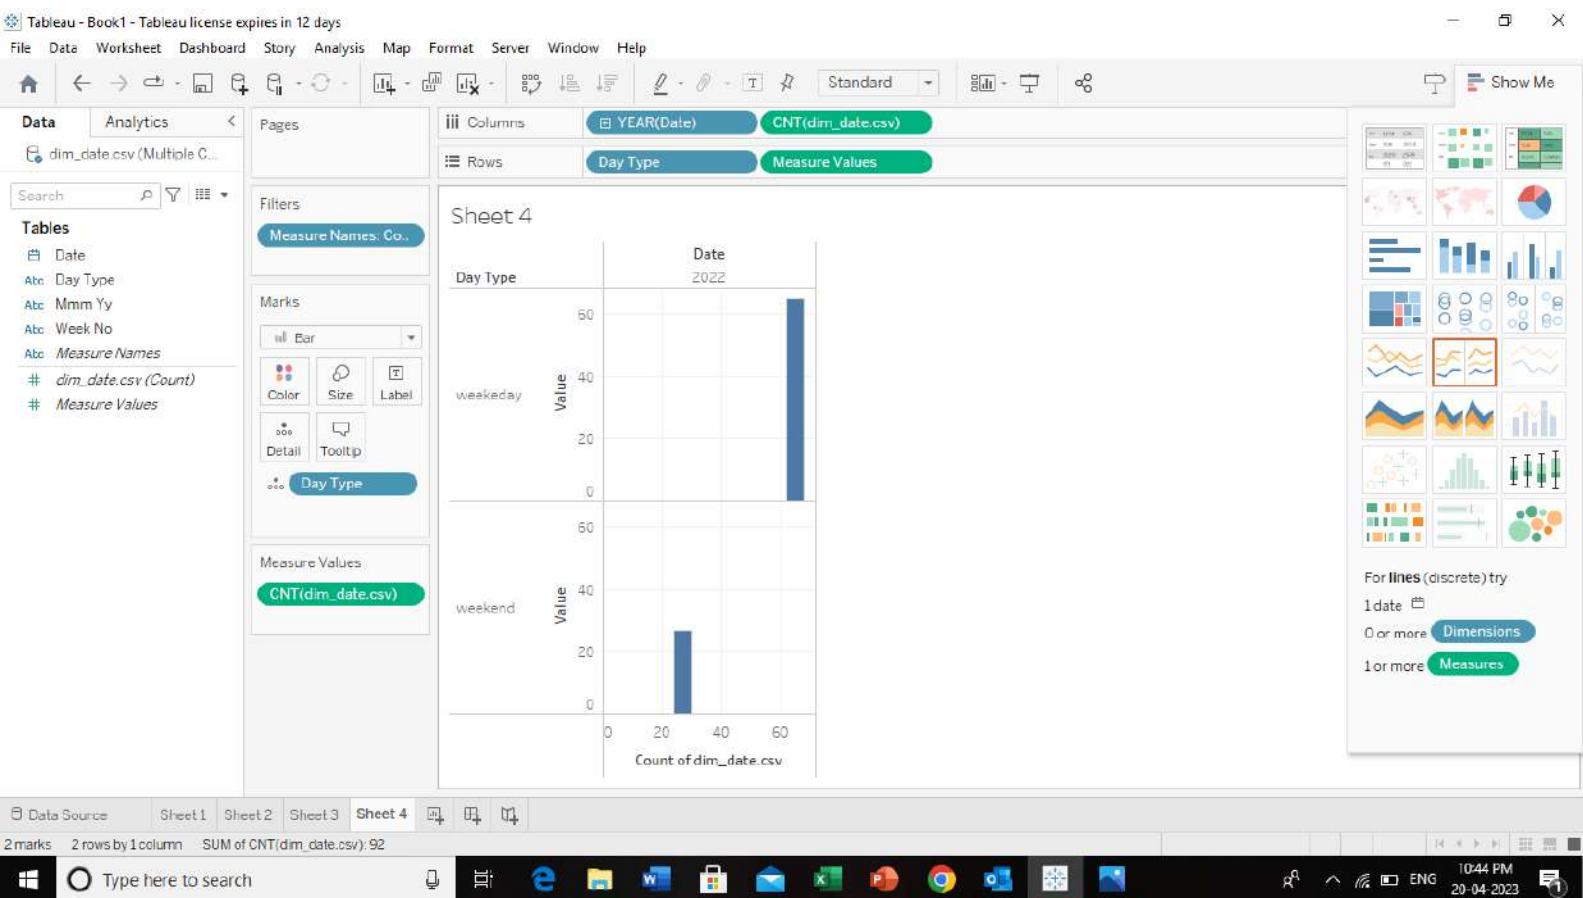 Tableau - Book1 - Tableau license expires in 12 days
File Data Worksheet Dashboard Story Analysis Map Format Server Window Help
Standard
Show Me
Data Analytics
dim_date.csv (Multiple C...
Search
Tables
Date
Abc Day Type
Abc Mmm Yy
Abc Week No
Abc Measure Names
# dim_date.csv (Count)
# Measure Values
Pages
Filters
Measure Names: Co..
Marks
Bar
Color Size Label
Detail Tooltip
Day Type
Measure Values
CNT(dim_date.csv)
Columns YEAR(Date) CNT(dim_date.csv)
Rows Day Type Measure Values
Sheet 4
Date
Day Type 2022
60
weekeday Value 40
20
0
60
weekend Value 40
20
0
0 20 40 60
Count of dim_date.csv
For lines (discrete) try
1 date
0 or more Dimensions
1 or more Measures
Data Source Sheet 1 Sheet 2 Sheet 3 Sheet 4
2 marks 2 rows by 1 column SUM of CNT(dim_date.csv): 92
Type here to search
ENG
10:44 PM
20-04-2023
1